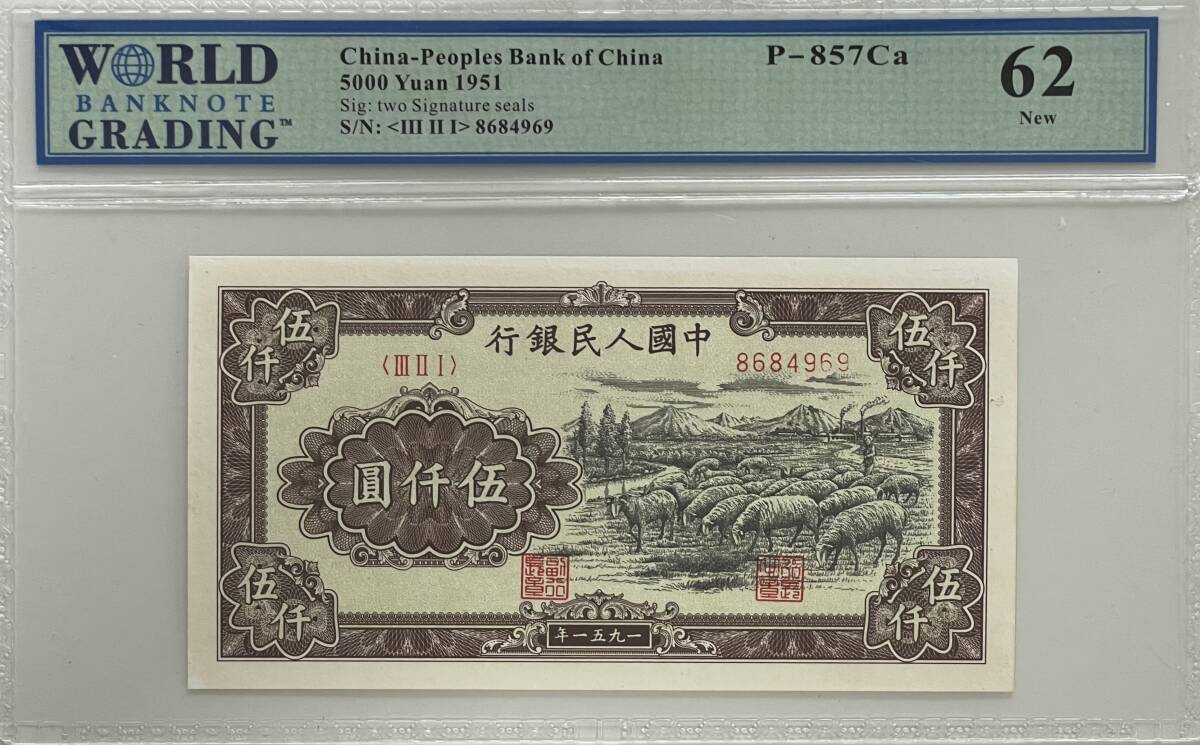 WORLD
BANKNOTE
GRADING™
China-Peoples Bank of China
5000 Yuan 1951
Sig: two Signature seals
S/N: <III II I> 8684969
P-857Ca
62
New
行銀民人國中
〈III II I〉
8684969
伍仟
伍仟
圓仟伍
伍仟
伍仟
年一五九一